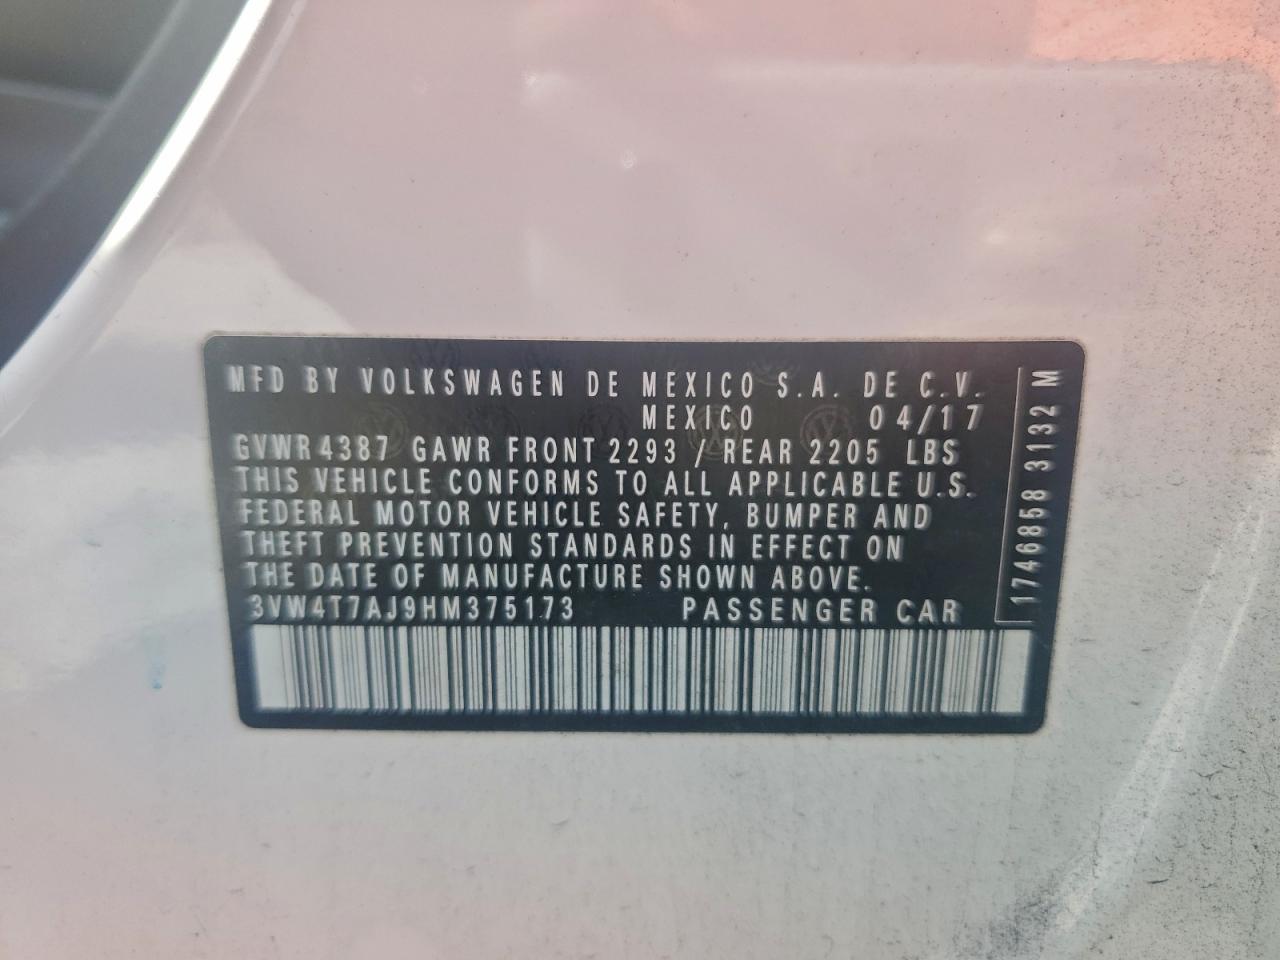 MFD BY VOLKSWAGEN DE MEXICO S.A. DE C.V.
MEXICO 04/17
GVWR 4387 GAWR FRONT 2293 / REAR 2205 LBS
THIS VEHICLE CONFORMS TO ALL APPLICABLE U.S.
FEDERAL MOTOR VEHICLE SAFETY, BUMPER AND
THEFT PREVENTION STANDARDS IN EFFECT ON
THE DATE OF MANUFACTURE SHOWN ABOVE.
3VW4T7AJ9HM375173 PASSENGER CAR
1746858 3132 M